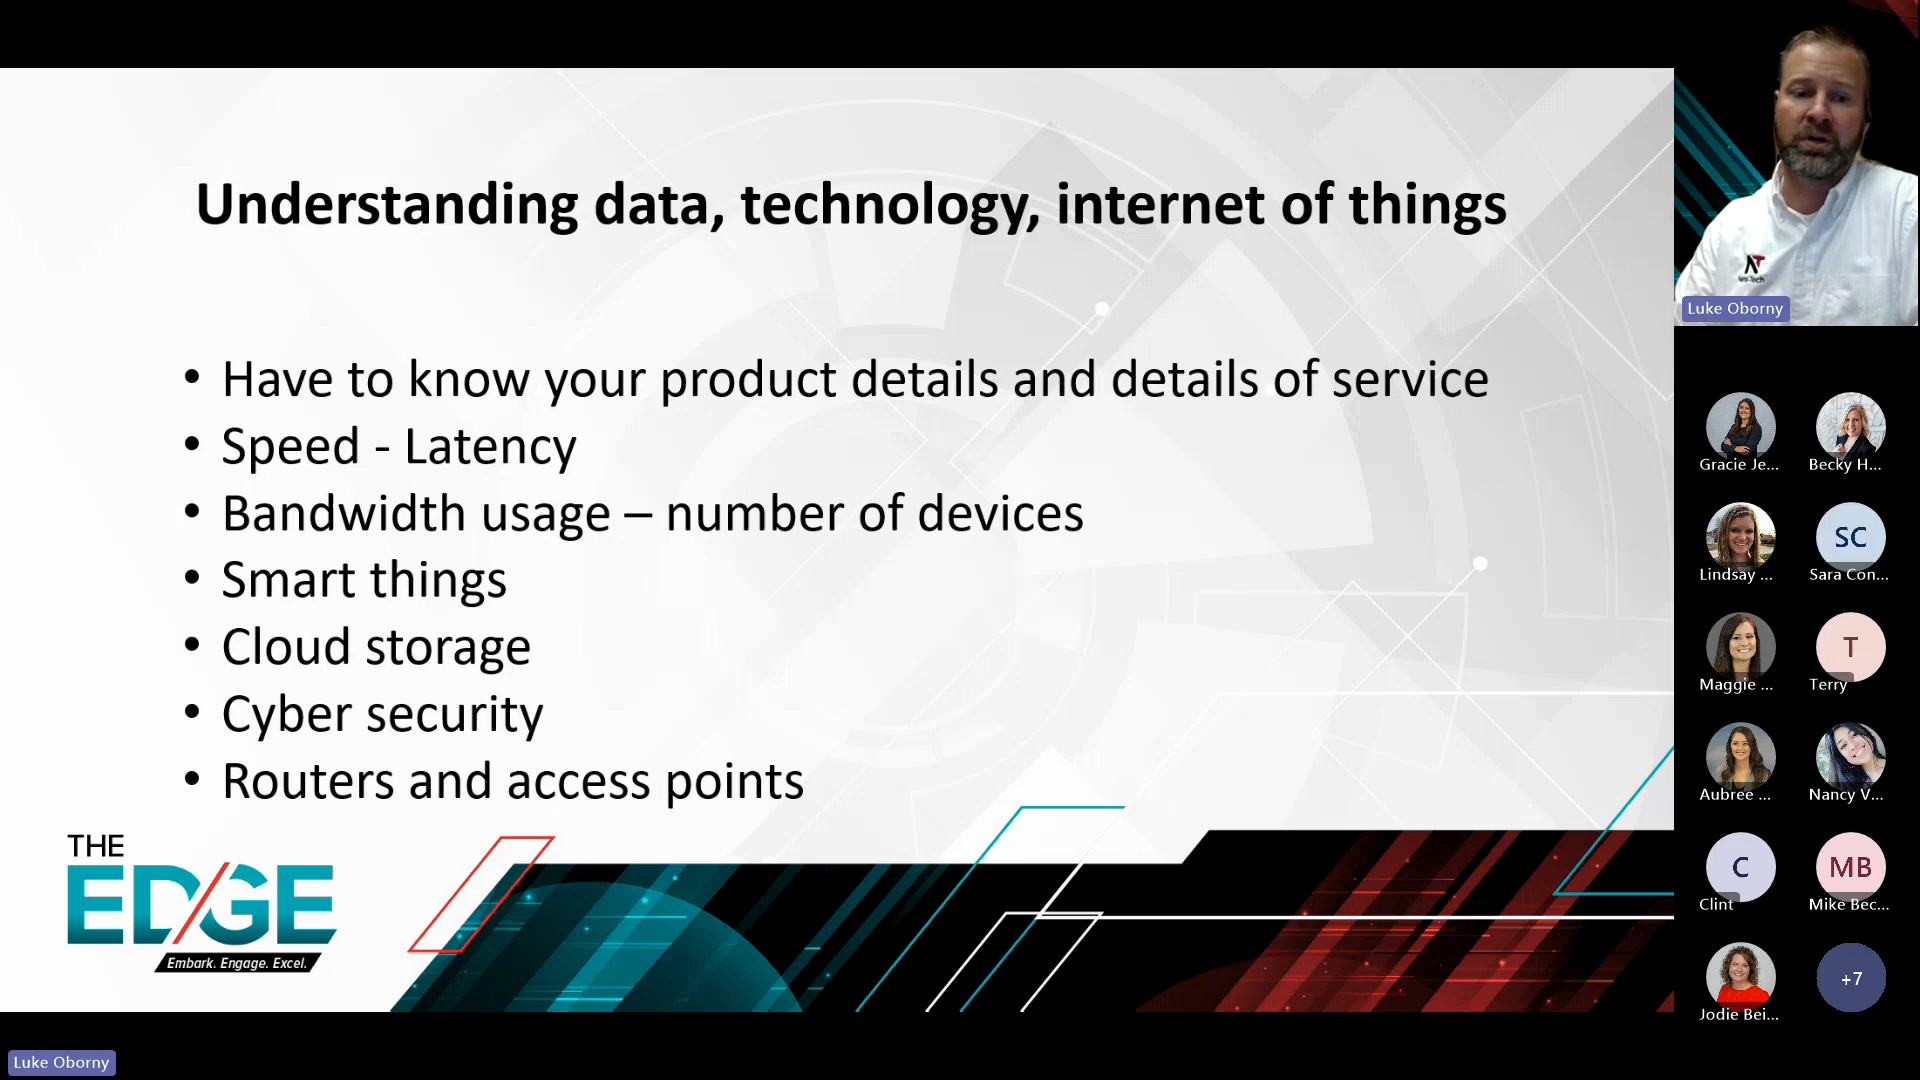 Understanding data, technology, internet of things
• Have to know your product details and details of service
• Speed - Latency
• Bandwidth usage – number of devices
• Smart things
• Cloud storage
• Cyber security
• Routers and access points
THE
EDGE
Embark. Engage. Excel.
Luke Oborny
NT
Luke Oborny
Gracie Je...
Becky H...
Lindsay ...
SC
Sara Con...
Maggie ...
T
Terry
Aubree ...
Nancy V...
C
Clint
MB
Mike Bec...
Jodie Bei...
+7